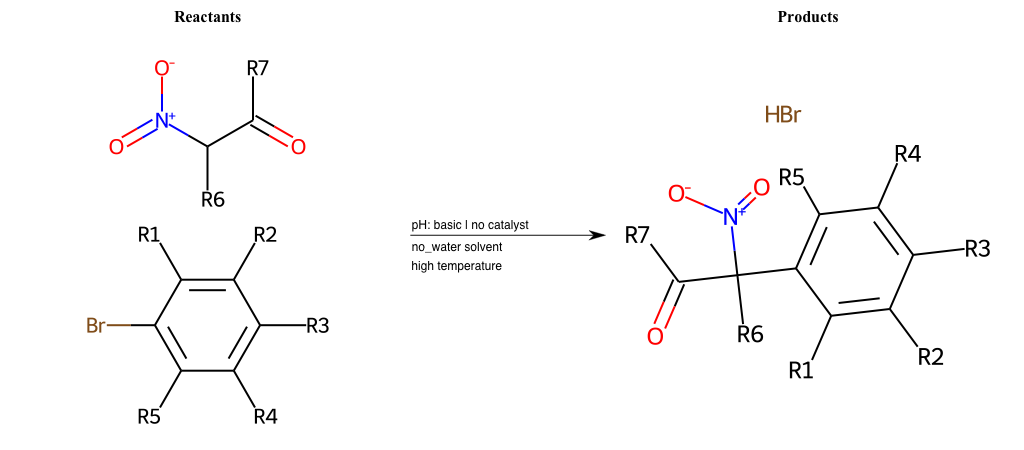 Reactants
Products
O⁻
R7
N⁺
O
O
R6
HBr
R4
R5
O⁻
O
N⁺
R7
R3
O
R6
R2
R1
pH: basic | no catalyst
no_water solvent
high temperature
R1
R2
Br
R3
R5
R4